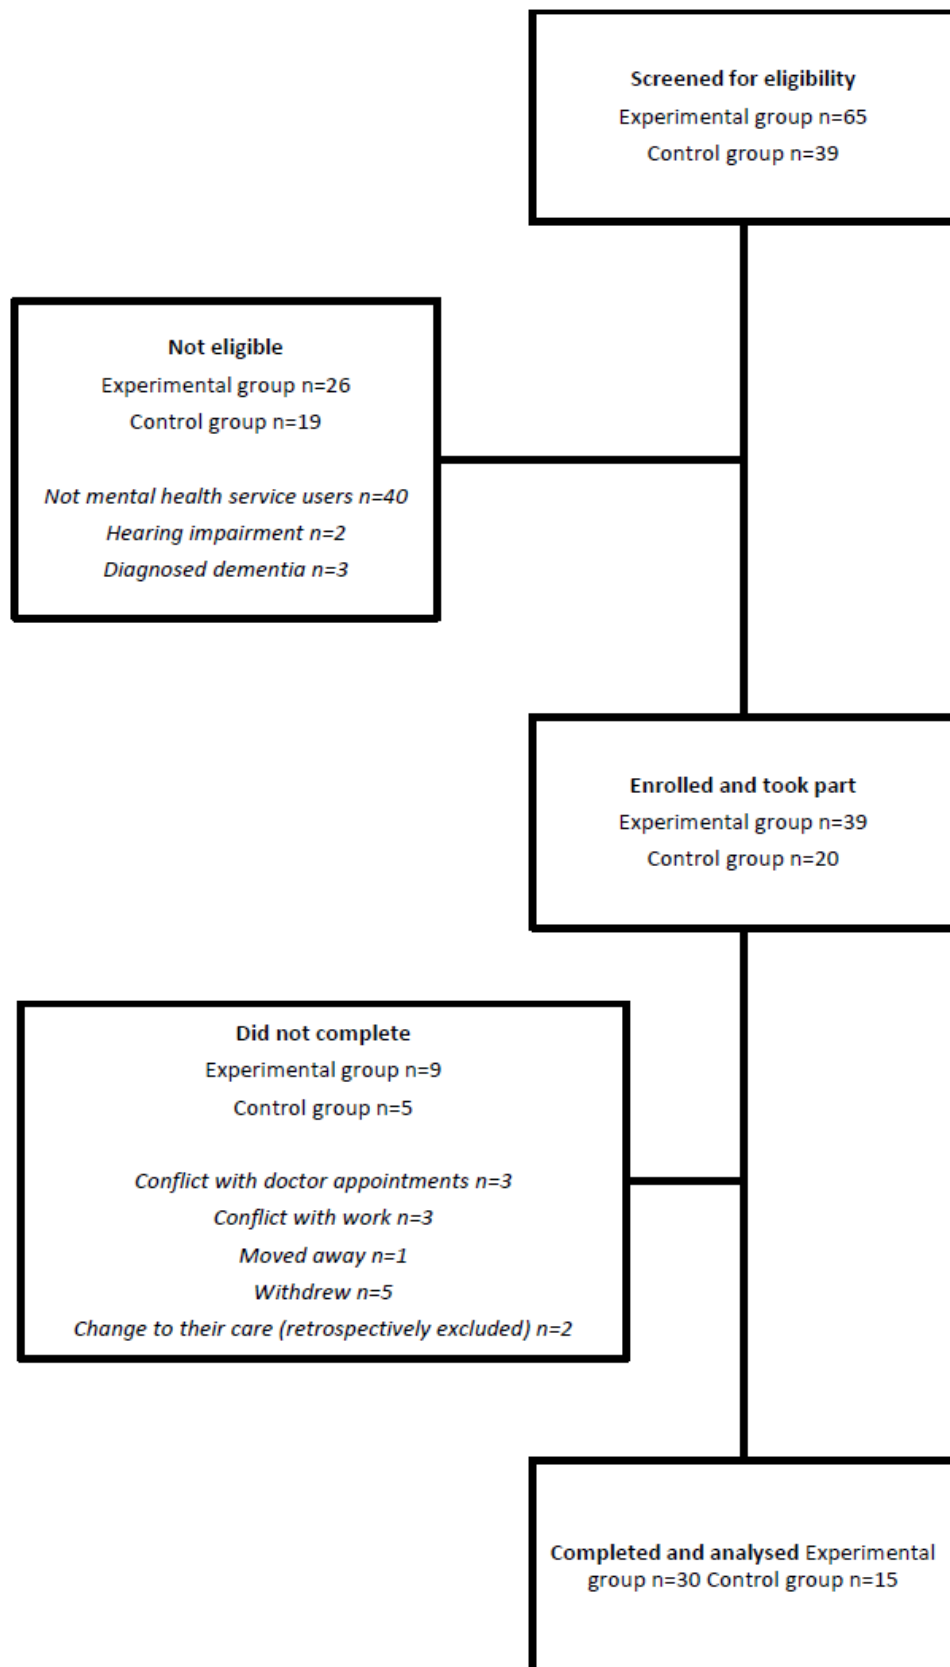 Screened for eligibility
Experimental group n=65
Control group n=39
Not eligible
Experimental group n=26
Control group n=19
Not mental health service users n=40
Hearing impairment n=2
Diagnosed dementia n=3
Enrolled and took part
Experimental group n=39
Control group n=20
Did not complete
Experimental group n=9
Control group n=5
Conflict with doctor appointments n=3
Conflict with work n=3
Moved away n=1
Withdrew n=5
Change to their care (retrospectively excluded) n=2
Completed and analysed Experimental
group n=30 Control group n=15